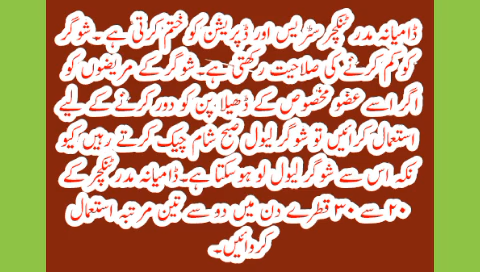 ڈامیانہ مدر ٹنکچر سٹریس اور ڈپریشن کو ختم کرتی ہے۔ شوگر
کو کم کرنے کی صلاحیت رکھتی ہے۔ شوگر کے مریضوں کو
اگر اسے عضو مخصوص کے ڈھیلا پن کو دور کرنے کے لیے
استعمال کرائیں تو شوگر لیول صبح شام چیک کرتے رہیں کیو
نکہ اس سے شوگر لیول لو ہو سکتا ہے۔ ڈامیانہ مدر ٹنکچر کے
۲۰ سے ۳۰ قطرے دن میں دو سے تین مرتبہ استعمال
کروائیں۔